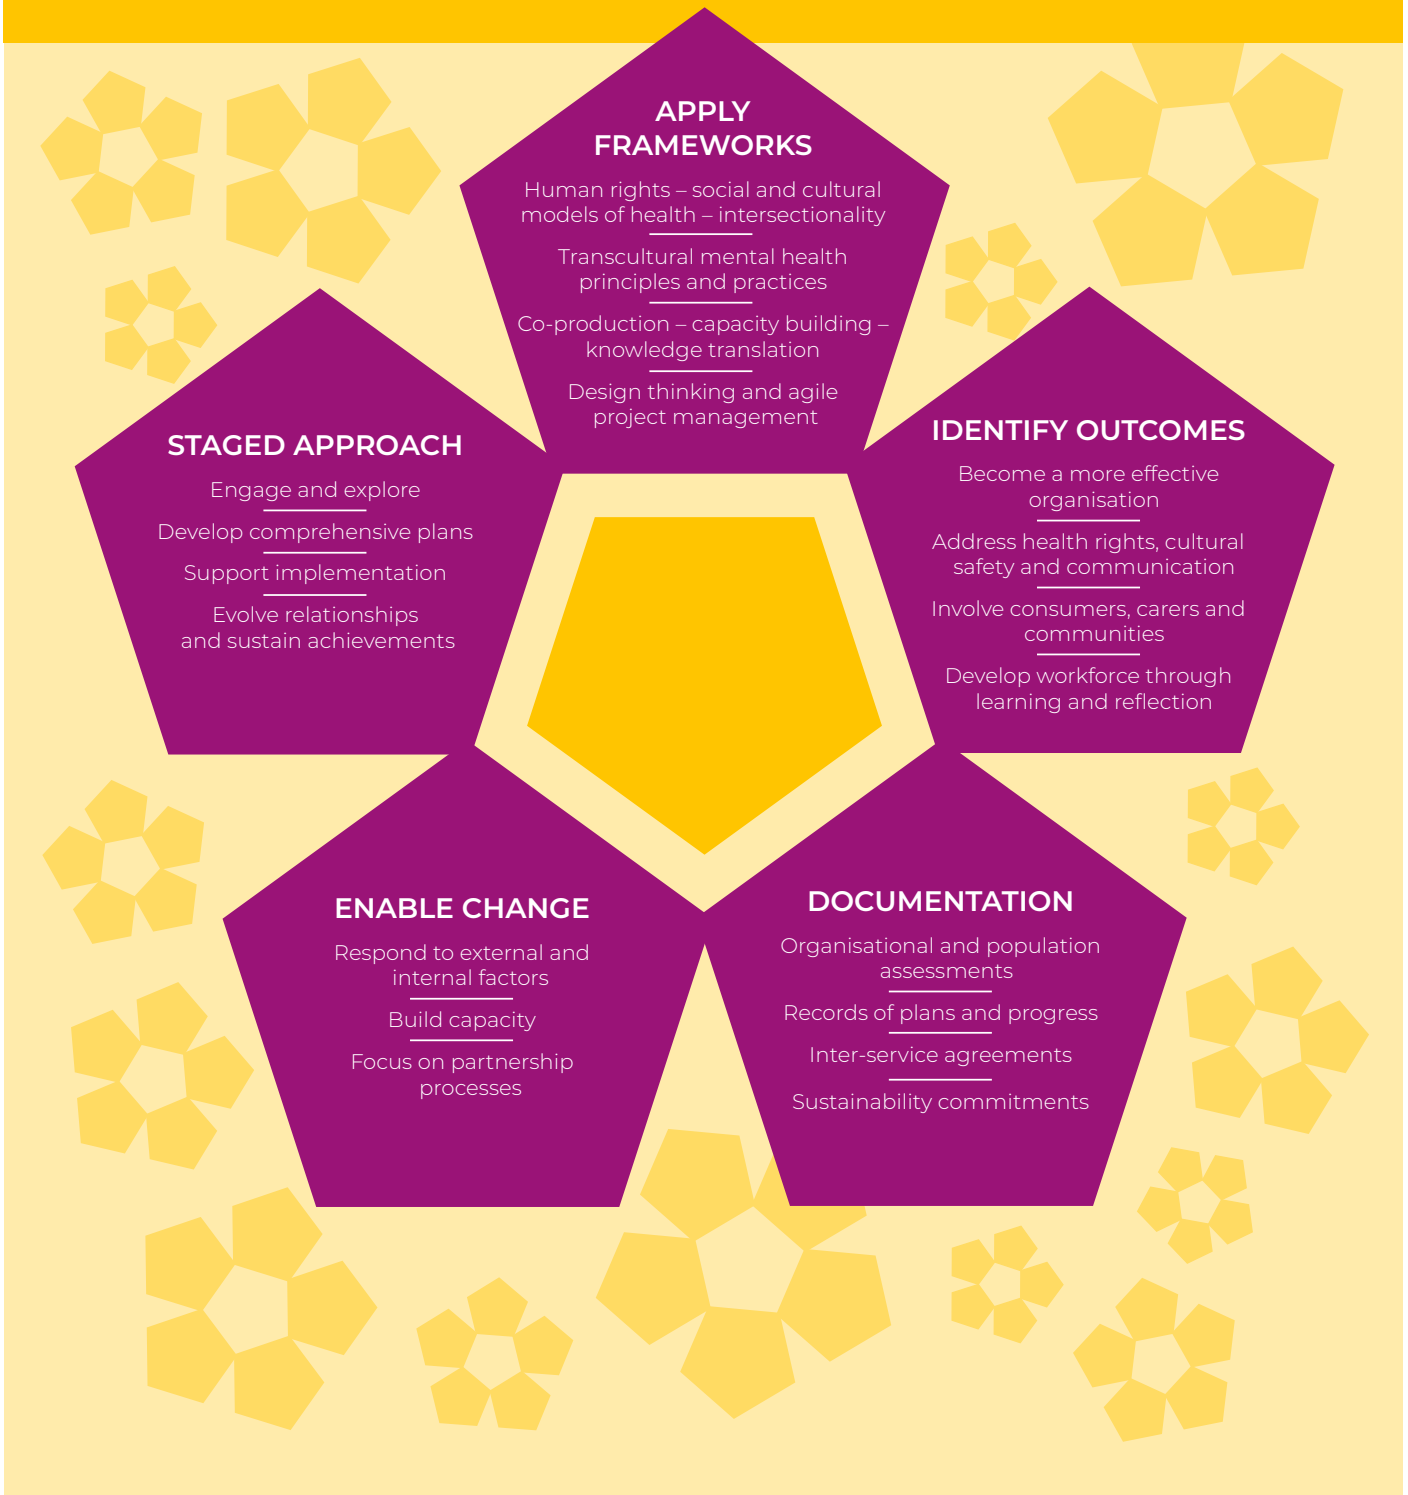 APPLY
FRAMEWORKS
Human rights – social and cultural
models of health – intersectionality
Transcultural mental health
principles and practices
Co-production – capacity building –
knowledge translation
Design thinking and agile
project management
STAGED APPROACH
Engage and explore
Develop comprehensive plans
Support implementation
Evolve relationships
and sustain achievements
IDENTIFY OUTCOMES
Become a more effective
organisation
Address health rights, cultural
safety and communication
Involve consumers, carers and
communities
Develop workforce through
learning and reflection
ENABLE CHANGE
Respond to external and
internal factors
Build capacity
Focus on partnership
processes
DOCUMENTATION
Organisational and population
assessments
Records of plans and progress
Inter-service agreements
Sustainability commitments